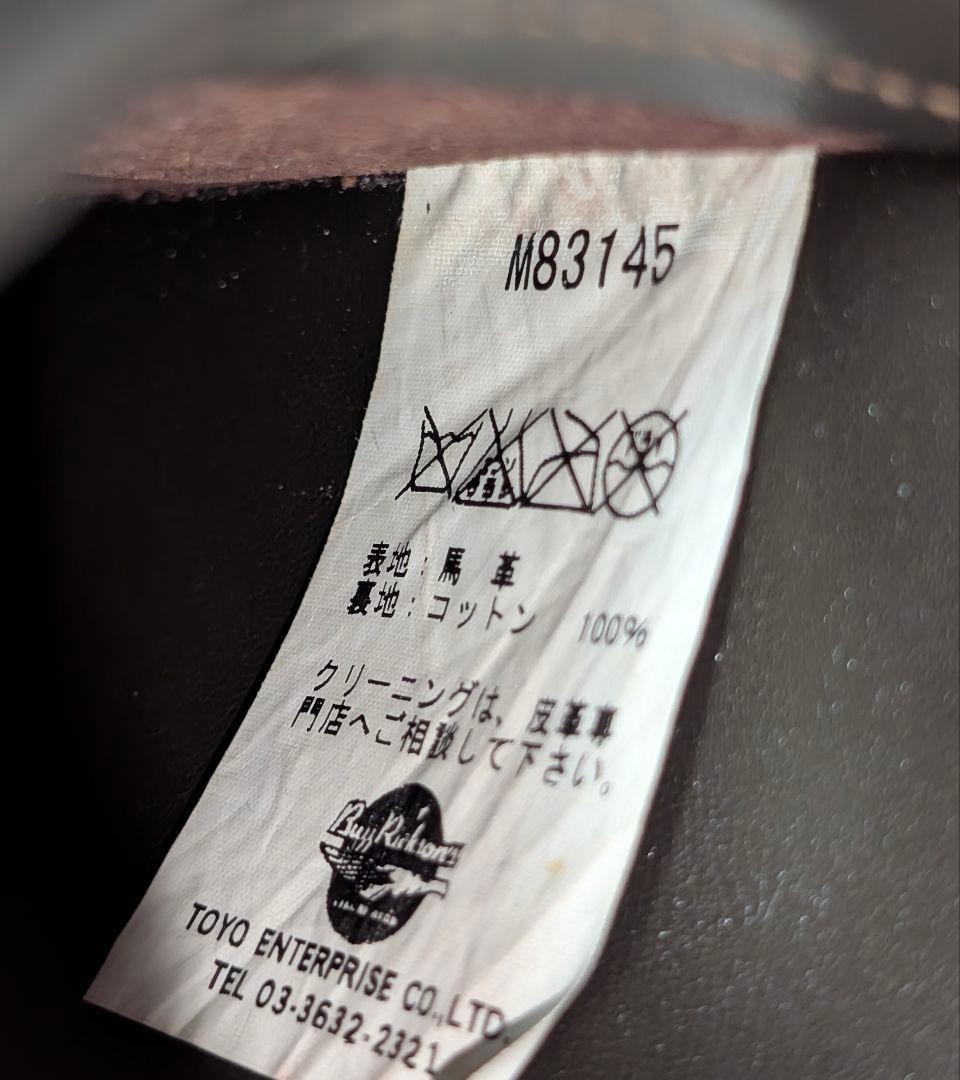 M83145
表地：馬 革
裏地：コットン 100%
クリーニングは、皮革専
門店へご相談して下さい。
Buzz Rickson's
TOYO ENTERPRISE CO.,LTD.
TEL 03-3632-2321